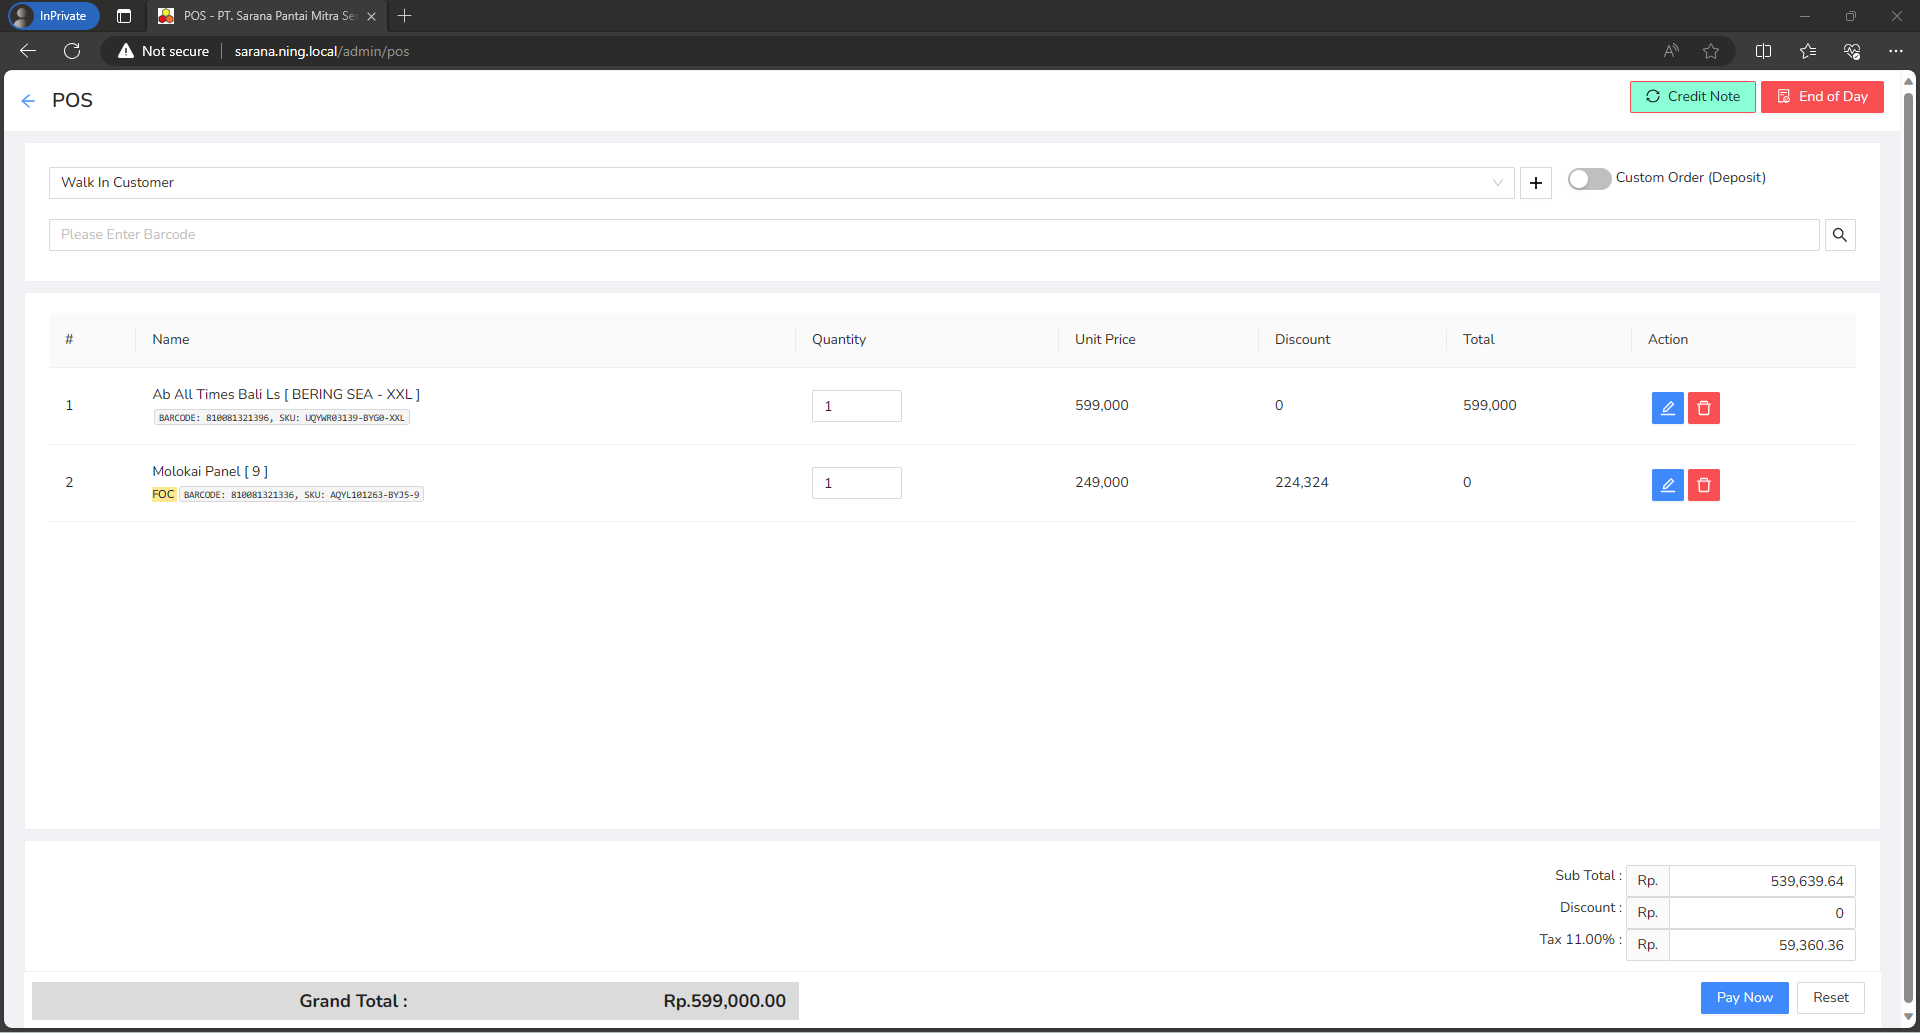 InPrivate
POS - PT. Sarana Pantai Mitra Se
Not secure
sarana.ning.local/admin/pos
POS
Credit Note
End of Day
Walk In Customer
Custom Order (Deposit)
Please Enter Barcode
# Name Quantity Unit Price Discount Total Action
1 Ab All Times Bali Ls [ BERING SEA - XXL ] 1 599,000 0 599,000
BARCODE: 810081321396, SKU: UQYWR03139-BYG0-XXL
2 Molokai Panel [ 9 ] 1 249,000 224,324 0
FOC BARCODE: 810081321336, SKU: AQYL101263-BYJ5-9
Sub Total : Rp. 539,639.64
Discount : Rp. 0
Tax 11.00% : Rp. 59,360.36
Grand Total : Rp.599,000.00
Pay Now
Reset